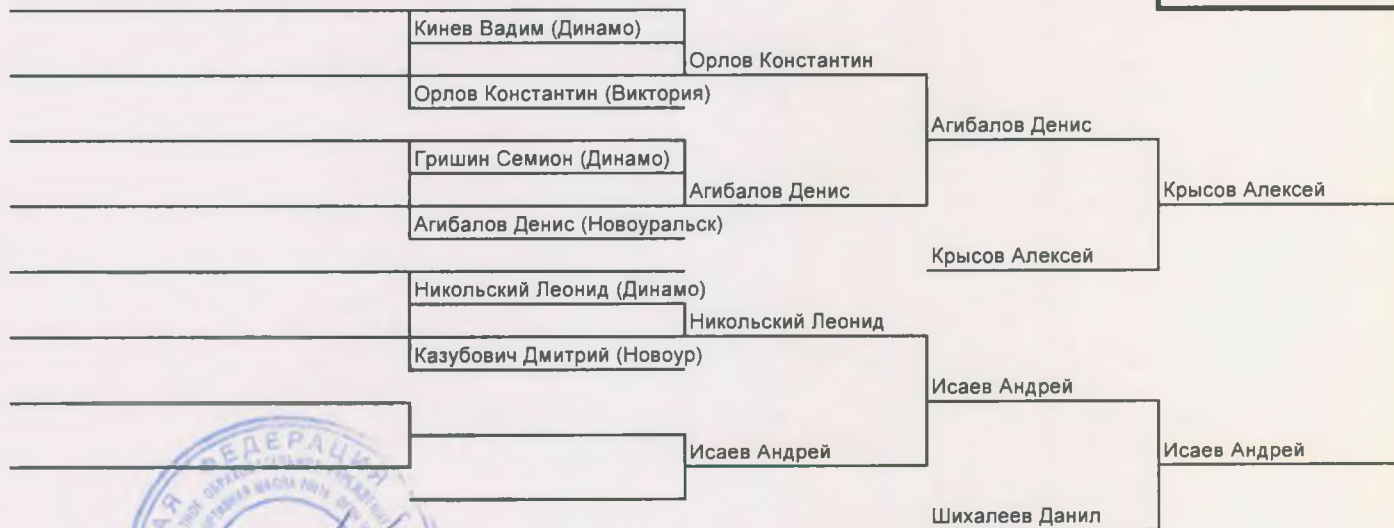 Кинев Вадим (Динамо)
Орлов Константин
Орлов Константин (Виктория)
Агибалов Денис
Гришин Семион (Динамо)
Агибалов Денис
Крысов Алексей
Агибалов Денис (Новоуральск)
Крысов Алексей
Никольский Леонид (Динамо)
Никольский Леонид
Казубович Дмитрий (Новоур)
Исаев Андрей
Исаев Андрей
Исаев Андрей
Шихалеев Данил